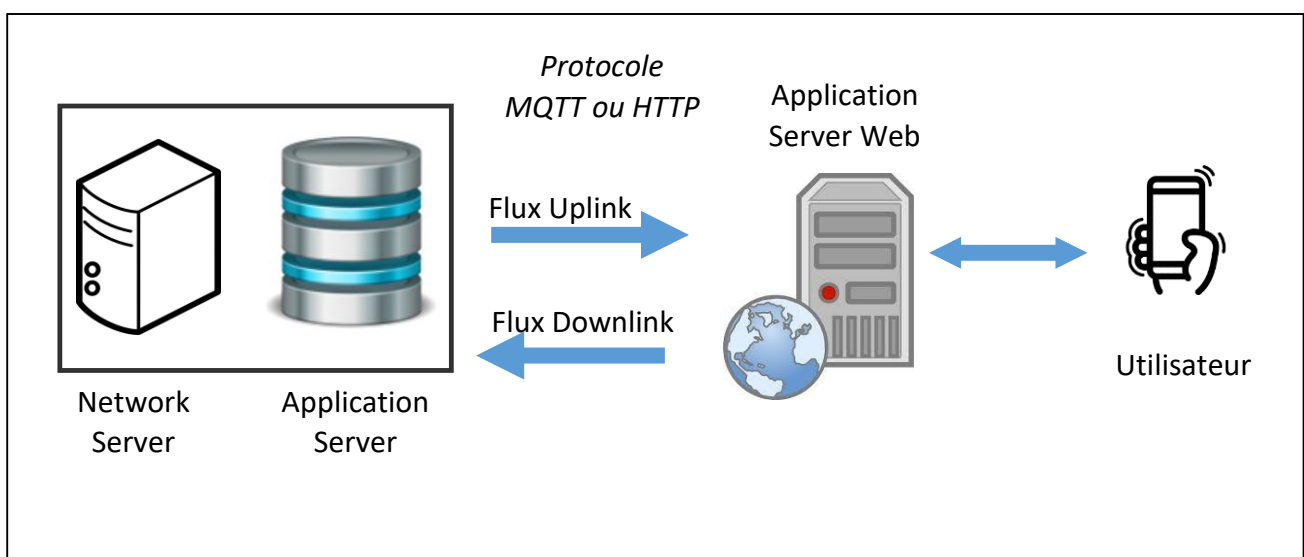 Protocole
MQTT ou HTTP
Application
Server Web
Flux Uplink
Flux Downlink
Utilisateur
Network
Server
Application
Server